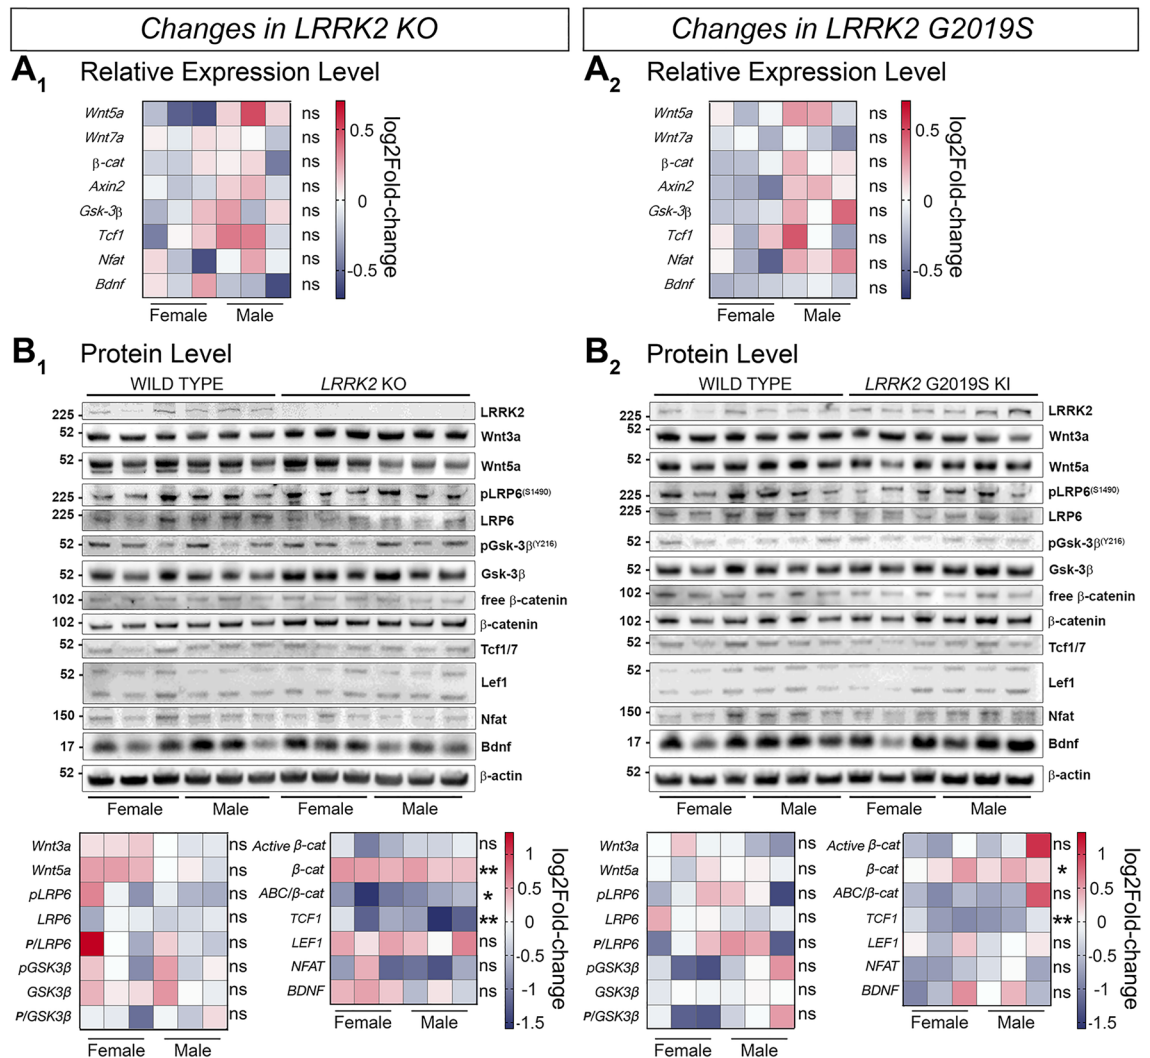 Changes in LRRK2 KO
Changes in LRRK2 G2019S
A1 Relative Expression Level
Wnt5a ns
Wnt7a ns
β-cat ns
Axin2 ns
Gsk-3β ns
Tcf1 ns
Nfat ns
Bdnf ns
Female Male
0.5
0
-0.5
log2Fold-change
A2 Relative Expression Level
Wnt5a ns
Wnt7a ns
β-cat ns
Axin2 ns
Gsk-3β ns
Tcf1 ns
Nfat ns
Bdnf ns
Female Male
0.5
0
-0.5
log2Fold-change
B1 Protein Level
WILD TYPE LRRK2 KO
225 LRRK2
52 Wnt3a
52 Wnt5a
225 pLRP6(S1490)
225 LRP6
52 pGsk-3β(Y216)
52 Gsk-3β
102 free β-catenin
102 β-catenin
52 Tcf1/7
52 Lef1
150 Nfat
17 Bdnf
52 β-actin
Female Male Female Male
Wnt3a ns
Wnt5a ns
pLRP6 ns
LRP6 ns
P/LRP6 ns
pGSK3β ns
GSK3β ns
P/GSK3β ns
Female Male
Active β-cat ns
β-cat **
ABC/β-cat *
TCF1 **
LEF1 ns
NFAT ns
BDNF ns
Female Male
1
0.5
0
-0.5
-1
-1.5
log2Fold-change
B2 Protein Level
WILD TYPE LRRK2 G2019S KI
225 LRRK2
52 Wnt3a
52 Wnt5a
225 pLRP6(S1490)
225 LRP6
52 pGsk-3β(Y216)
52 Gsk-3β
102 free β-catenin
102 β-catenin
52 Tcf1/7
52 Lef1
150 Nfat
17 Bdnf
52 β-actin
Female Male Female Male
Wnt3a ns
Wnt5a ns
pLRP6 ns
LRP6 ns
P/LRP6 ns
pGSK3β ns
GSK3β ns
P/GSK3β ns
Female Male
Active β-cat ns
β-cat *
ABC/β-cat ns
TCF1 **
LEF1 ns
NFAT ns
BDNF ns
Female Male
1
0.5
0
-0.5
-1
-1.5
log2Fold-change